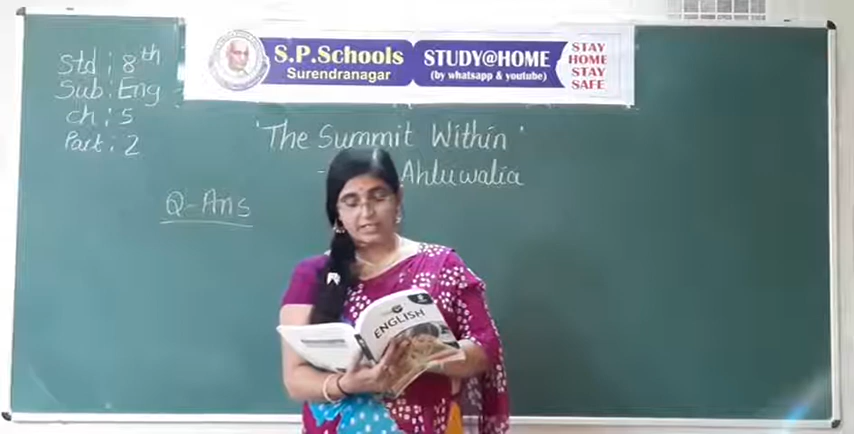 S.P.Schools
Surendranagar
STUDY@HOME
(by whatsapp & youtube)
STAY
HOME
STAY
SAFE
Std : 8th
Sub : Eng
Ch : 5
Part : 2
'The Summit Within'
- Ahluwalia
Q-Ans
ENGLISH